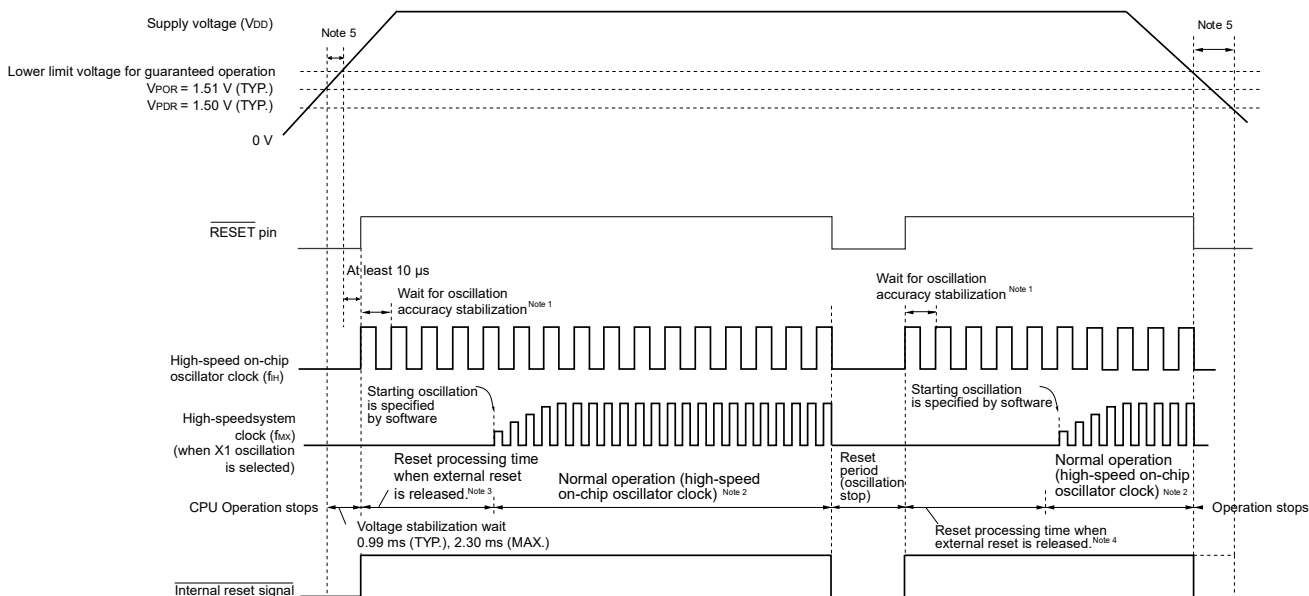 Supply voltage (VDD)
Note 5
Note 5
Lower limit voltage for guaranteed operation
VPOR = 1.51 V (TYP.)
VPDR = 1.50 V (TYP.)
0 V
RESET pin
At least 10 µs
Wait for oscillation
accuracy stabilization Note 1
Wait for oscillation
accuracy stabilization Note 1
High-speed on-chip
oscillator clock (fIH)
Starting oscillation
is specified
by software
Starting oscillation
is specified by software
High-speedsystem
clock (fMX)
(when X1 oscillation
is selected)
Reset processing time
when external reset
is released. Note 3
Normal operation (high-speed
on-chip oscillator clock) Note 2
Reset
period
(oscillation
stop)
Normal operation
(high-speed on-chip
oscillator clock) Note 2
CPU Operation stops
Operation stops
Voltage stabilization wait
0.99 ms (TYP.), 2.30 ms (MAX.)
Reset processing time when
external reset is released. Note 4
Internal reset signal